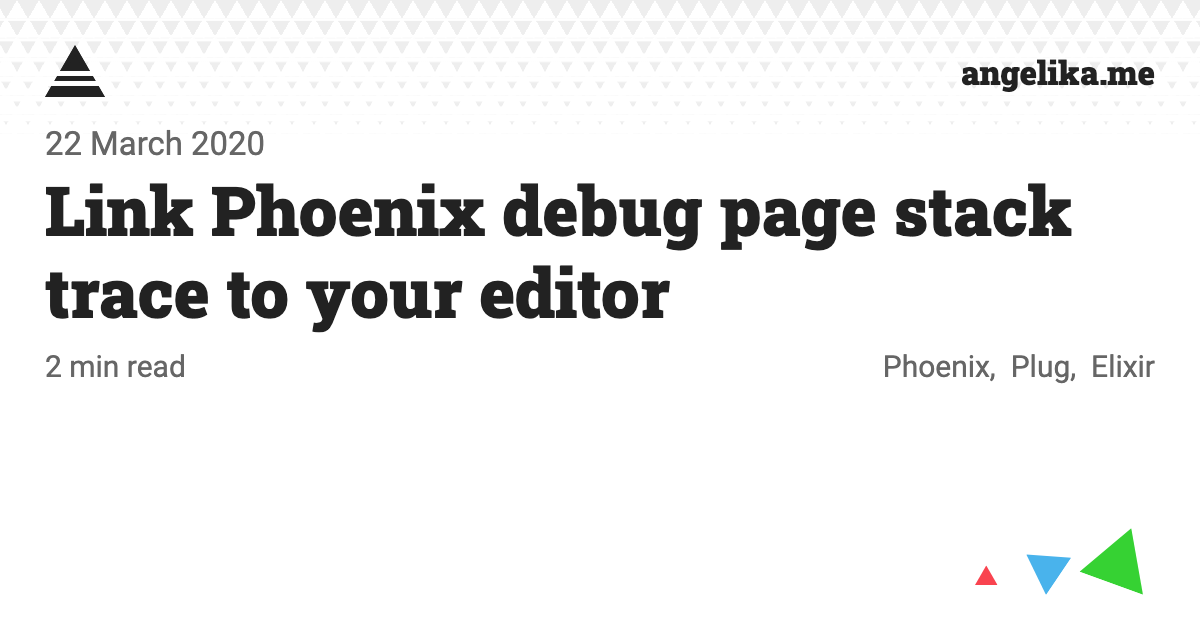 angelika.me
22 March 2020
Link Phoenix debug page stack
trace to your editor
2 min read
Phoenix, Plug, Elixir